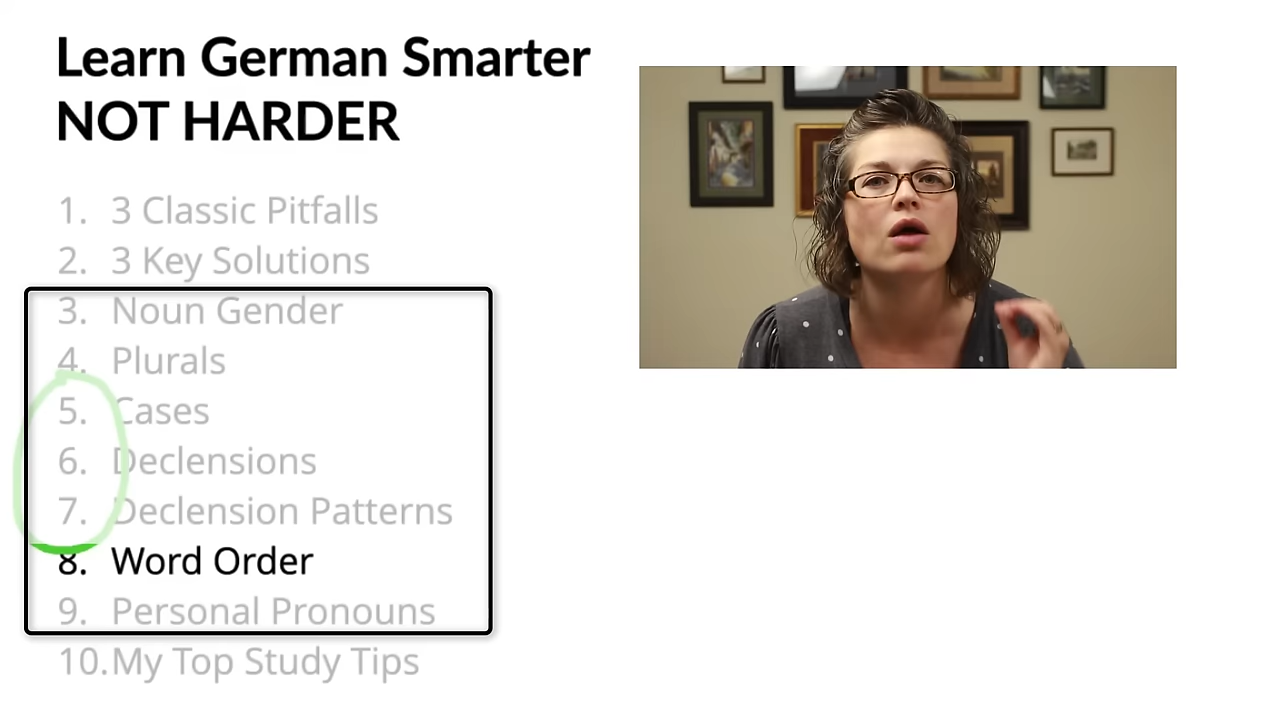 Learn German Smarter
NOT HARDER
1. 3 Classic Pitfalls
2. 3 Key Solutions
3. Noun Gender
4. Plurals
5. Cases
6. Declensions
7. Declension Patterns
8. Word Order
9. Personal Pronouns
10. My Top Study Tips